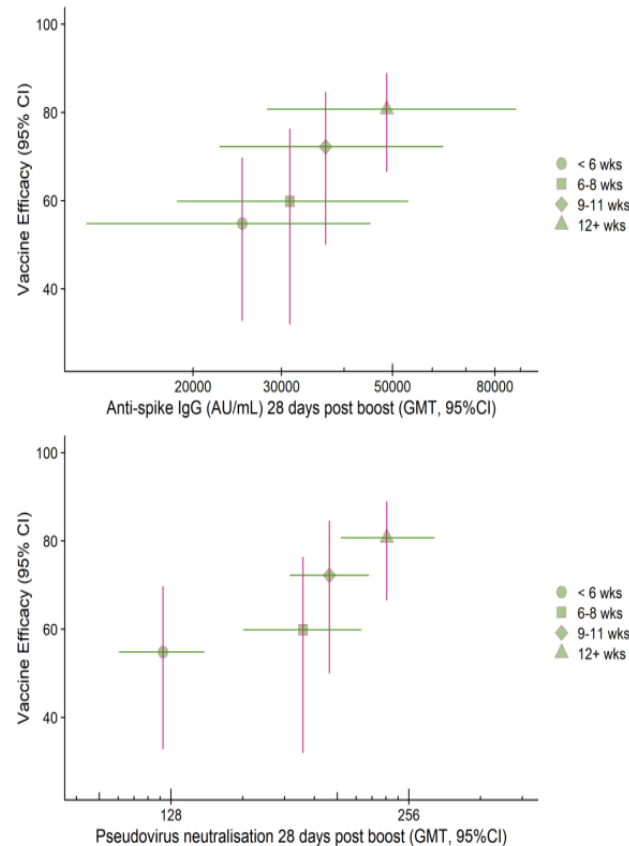 100
80
60
40
Vaccine Efficacy (95% CI)
20000 30000 50000 80000
Anti-spike IgG (AU/mL) 28 days post boost (GMT, 95%CI)
< 6 wks
6-8 wks
9-11 wks
12+ wks
100
80
60
40
Vaccine Efficacy (95% CI)
128 256
Pseudovirus neutralisation 28 days post boost (GMT, 95%CI)
< 6 wks
6-8 wks
9-11 wks
12+ wks